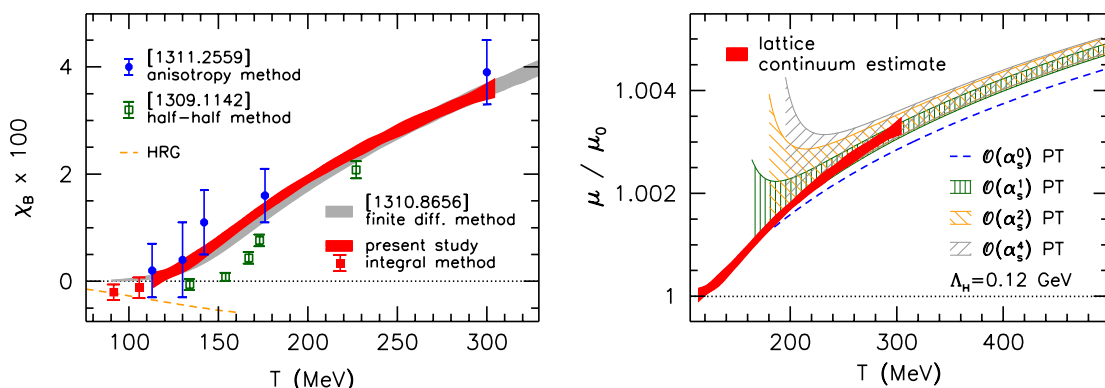 [1311.2559]
anisotropy method
[1309.1142]
half-half method
HRG
[1310.8656]
finite diff. method
present study
integral method
χB × 100
4
2
0
100 150 200 250 300
T (MeV)
lattice
continuum estimate
𝒪(αs⁰) PT
𝒪(αs¹) PT
𝒪(αs²) PT
𝒪(αs⁴) PT
ΛH=0.12 GeV
μ / μ0
1.004
1.002
1
200 400
T (MeV)